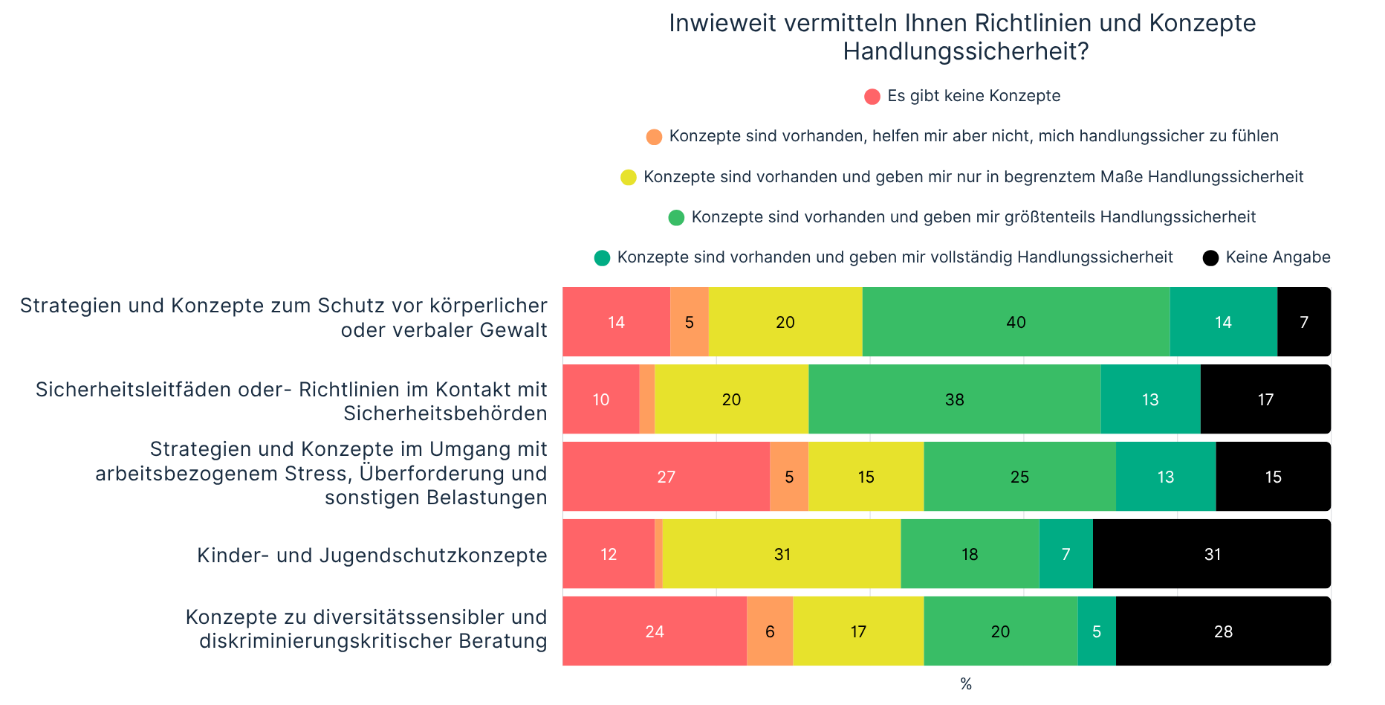 Inwieweit vermitteln Ihnen Richtlinien und Konzepte
Handlungssicherheit?
Es gibt keine Konzepte
Konzepte sind vorhanden, helfen mir aber nicht, mich handlungssicher zu fühlen
Konzepte sind vorhanden und geben mir nur in begrenztem Maße Handlungssicherheit
Konzepte sind vorhanden und geben mir größtenteils Handlungssicherheit
Konzepte sind vorhanden und geben mir vollständig Handlungssicherheit Keine Angabe
Strategien und Konzepte zum Schutz vor körperlicher
oder verbaler Gewalt
14 5 20 40 14 7
Sicherheitsleitfäden oder- Richtlinien im Kontakt mit
Sicherheitsbehörden
10 20 38 13 17
Strategien und Konzepte im Umgang mit
arbeitsbezogenem Stress, Überforderung und
sonstigen Belastungen
27 5 15 25 13 15
Kinder- und Jugendschutzkonzepte
12 31 18 7 31
Konzepte zu diversitätssensibler und
diskriminierungskritischer Beratung
24 6 17 20 5 28
%